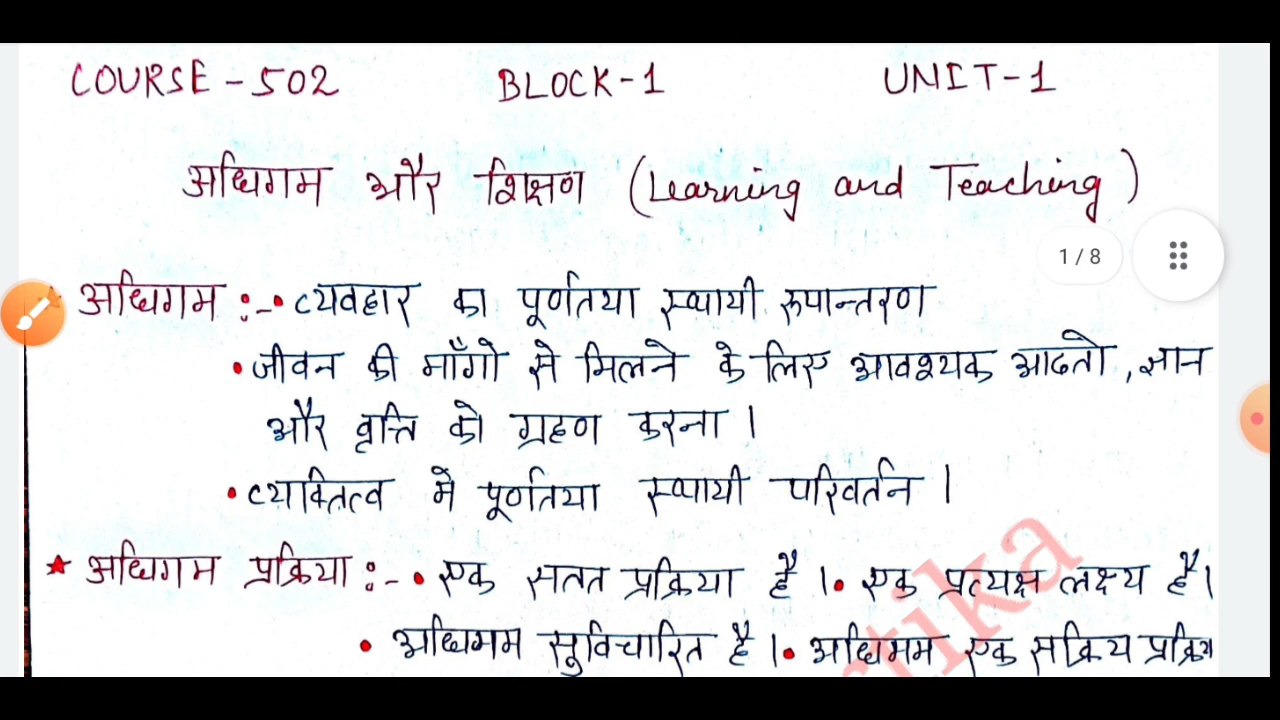 COURSE-502 BLOCK-1 UNIT-1
अधिगम और शिक्षण (Learning and Teaching)
1 / 8
अधिगम :- • व्यवहार का पूर्णतया स्थायी रूपान्तरण
• जीवन की माँगो से मिलने के लिए आवश्यक आदतो, ज्ञान
और वृत्ति को ग्रहण करना।
• व्यक्तित्व में पूर्णतिया स्थायी परिवर्तन।
★ अधिगम प्रक्रिया :- • एक सतत प्रक्रिया है। • एक प्रत्यक्ष लक्ष्य है।
• अधिगम सुविचारित है। • अधिगम एक सक्रिय